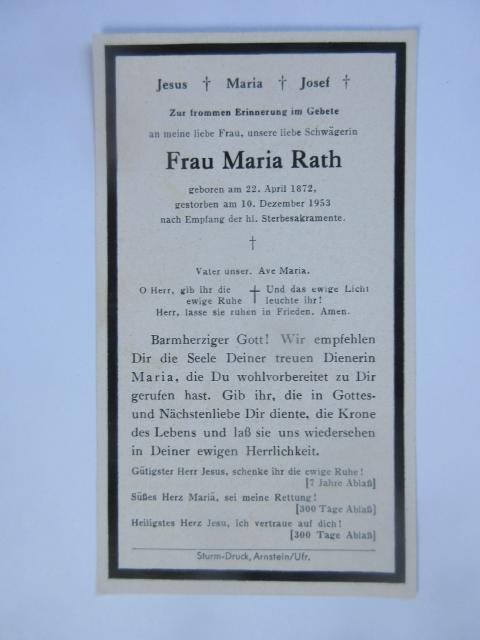 Jesus † Maria † Josef †
Zur frommen Erinnerung im Gebete
an meine liebe Frau, unsere liebe Schwägerin
Frau Maria Rath
geboren am 22. April 1872,
gestorben am 10. Dezember 1953
nach Empfang der hl. Sterbesakramente.
†
Vater unser. Ave Maria.
O Herr, gib ihr die † Und das ewige Licht
ewige Ruhe leuchte ihr!
Herr, lasse sie ruhen in Frieden. Amen.
Barmherziger Gott! Wir empfehlen
Dir die Seele Deiner treuen Dienerin
Maria, die Du wohlvorbereitet zu Dir
gerufen hast. Gib ihr, die in Gottes-
und Nächstenliebe Dir diente, die Krone
des Lebens und laß sie uns wiedersehen
in Deiner ewigen Herrlichkeit.
Gütigster Herr Jesus, schenke ihr die ewige Ruhe!
[7 Jahre Ablaß]
Süßes Herz Mariä, sei meine Rettung!
[300 Tage Ablaß]
Heiligstes Herz Jesu, ich vertraue auf dich!
[300 Tage Ablaß]
Sturm-Druck, Arnstein/Ufr.